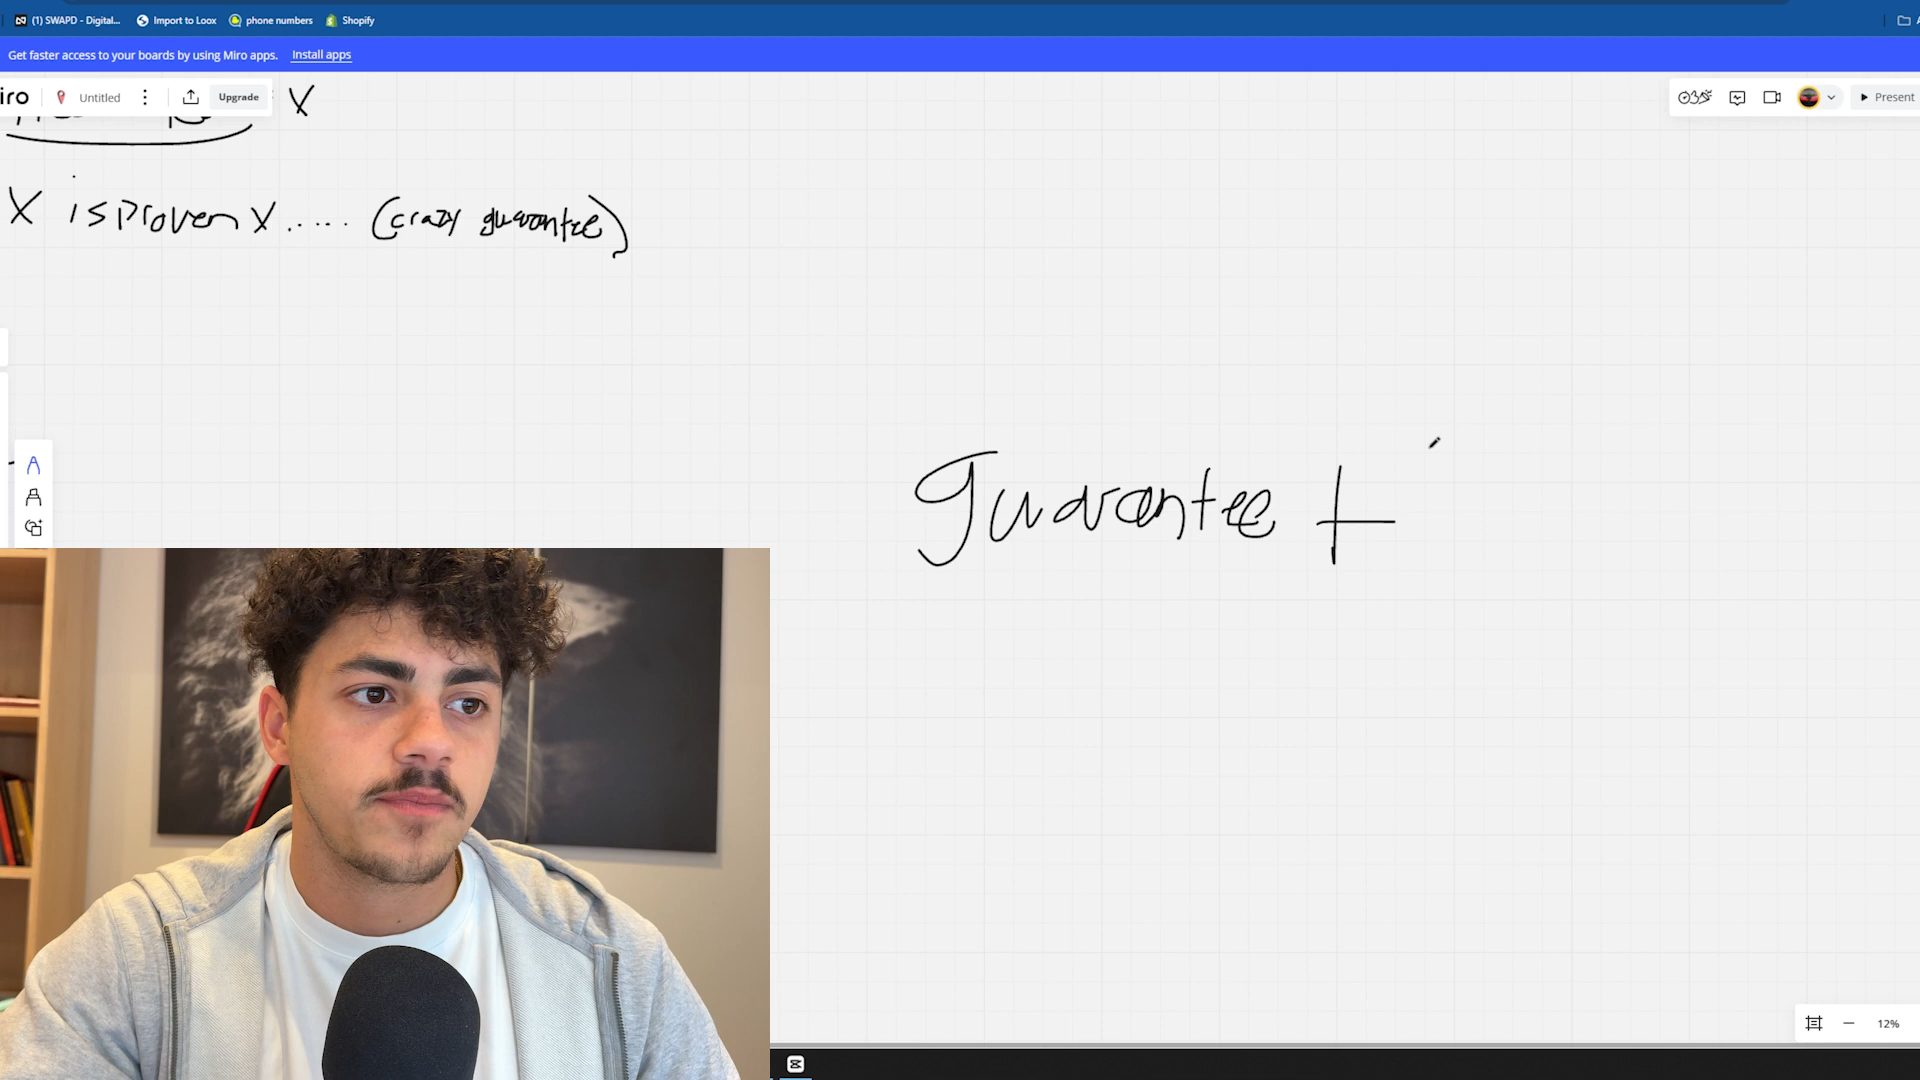 (1) SWAPD - Digital... Import to Loox phone numbers Shopify
Get faster access to your boards by using Miro apps. Install apps
iro Untitled Upgrade X
Present
X is proven X ..... (crazy guarantee)
guarantee +
12%